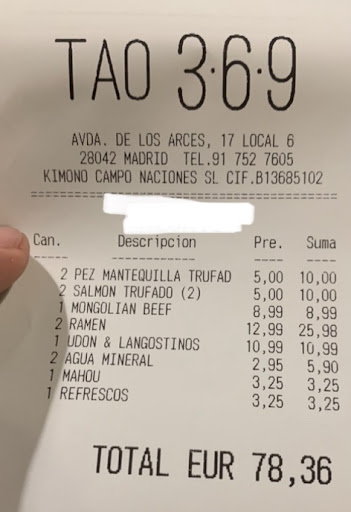 TAO 3·6·9
AVDA. DE LOS ARCES, 17 LOCAL 6
28042 MADRID TEL.91 752 7605
KIMONO CAMPO NACIONES SL CIF.B13685102
Can. Descripcion Pre. Suma
2 PEZ MANTEQUILLA TRUFAD 5,00 10,00
2 SALMON TRUFADO (2) 5,00 10,00
1 MONGOLIAN BEEF 8,99 8,99
2 RAMEN 12,99 25,98
1 UDON & LANGOSTINOS 10,99 10,99
2 AGUA MINERAL 2,95 5,90
1 MAHOU 3,25 3,25
1 REFRESCOS 3,25 3,25
TOTAL EUR 78,36